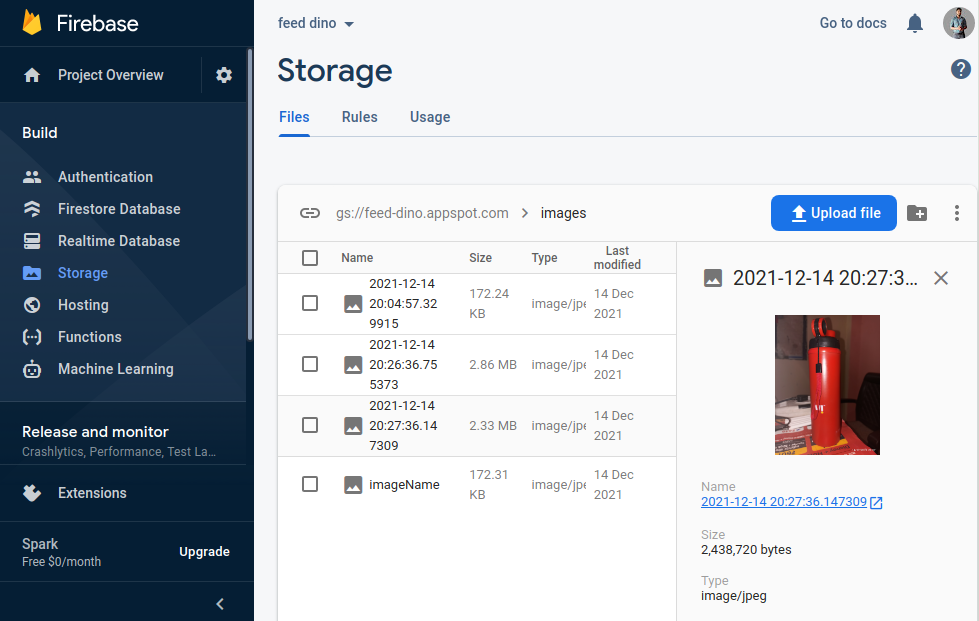 Firebase
feed dino
Go to docs
Project Overview
Storage
Files
Rules
Usage
Build
Authentication
Firestore Database
Realtime Database
Storage
Hosting
Functions
Machine Learning
Release and monitor
Crashlytics, Performance, Test La...
Extensions
Spark
Free $0/month
Upgrade
gs://feed-dino.appspot.com
images
Upload file
Name
Size
Type
Last
modified
2021-12-14
20:04:57.32
9915
172.24
KB
image/jpe
14 Dec
2021
2021-12-14
20:26:36.75
5373
2.86 MB
image/jpe
14 Dec
2021
2021-12-14
20:27:36.14
7309
2.33 MB
image/jpe
14 Dec
2021
imageName
172.31
KB
image/jpe
14 Dec
2021
2021-12-14 20:27:3...
Name
2021-12-14 20:27:36.147309
Size
2,438,720 bytes
Type
image/jpeg